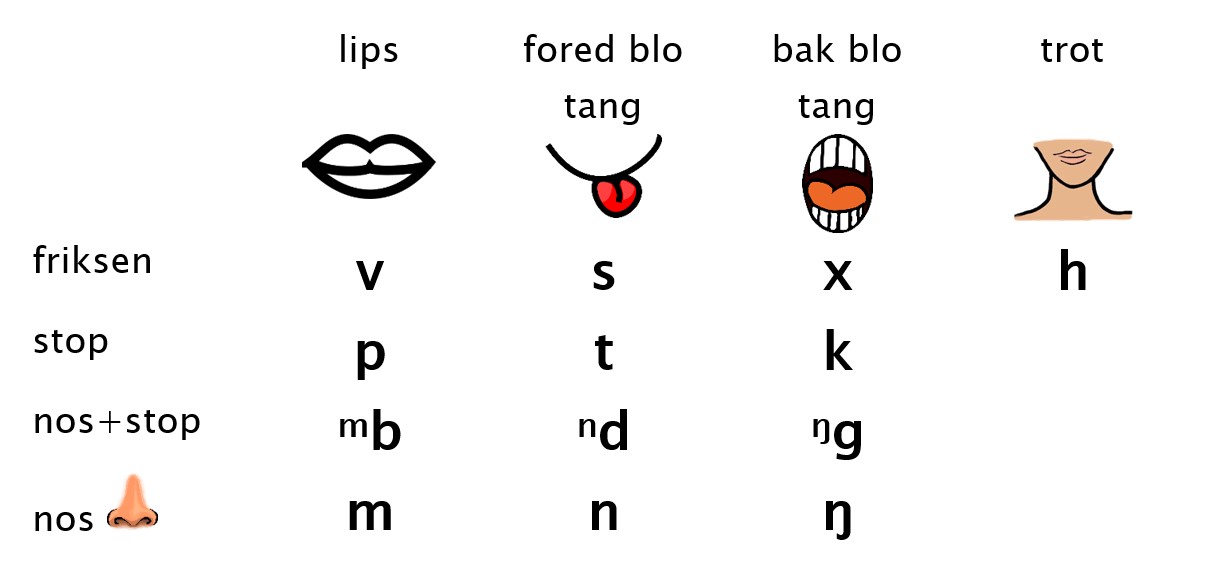 lips fored blo bak blo trot
tang tang
friksen v s x h
stop p t k
nos+stop ᵐb ⁿd ᵑg
nos m n ŋ